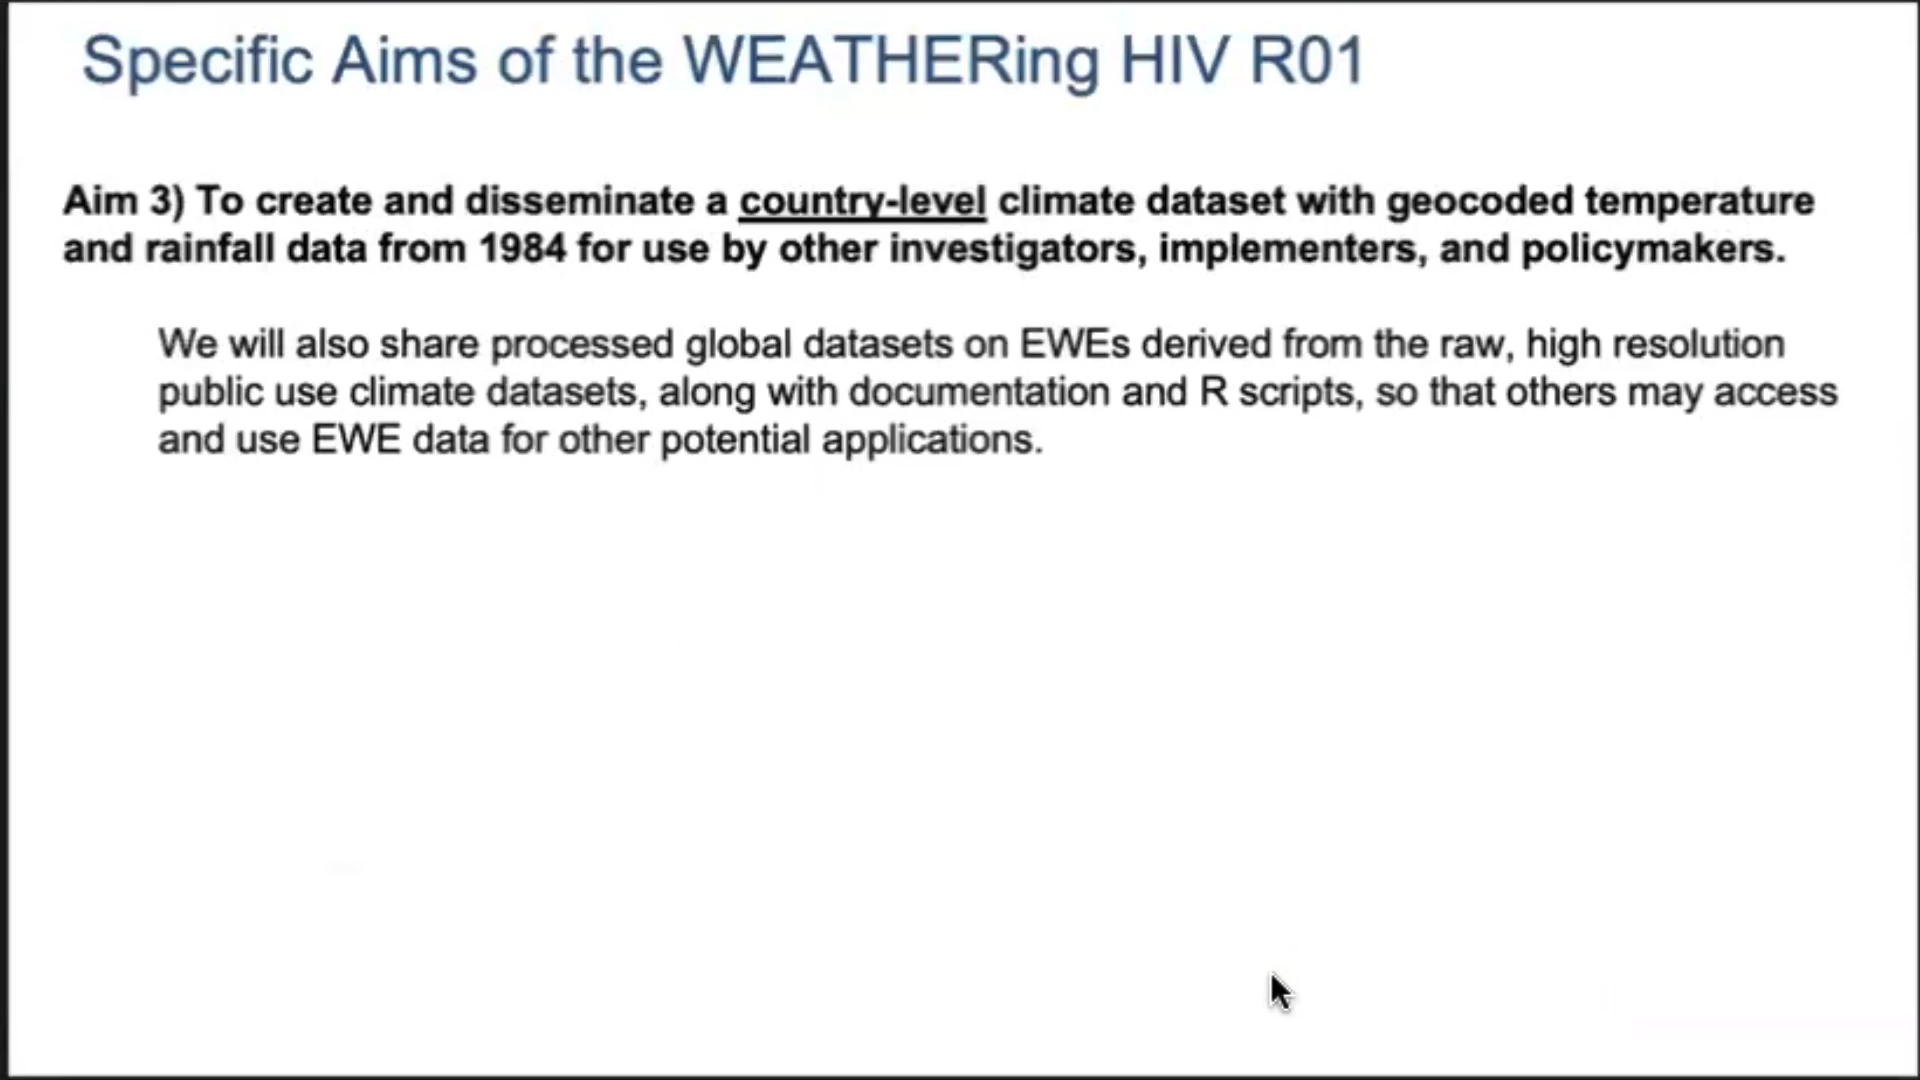 Specific Aims of the WEATHERing HIV R01
Aim 3) To create and disseminate a country-level climate dataset with geocoded temperature
and rainfall data from 1984 for use by other investigators, implementers, and policymakers.
We will also share processed global datasets on EWEs derived from the raw, high resolution
public use climate datasets, along with documentation and R scripts, so that others may access
and use EWE data for other potential applications.